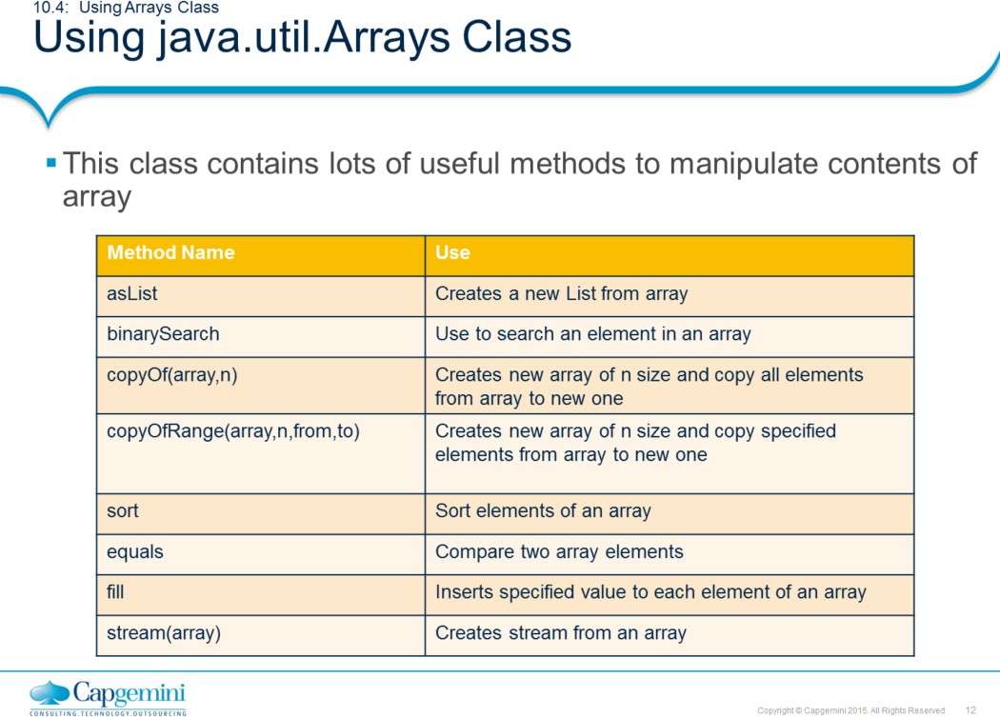 10.4: Using Arrays Class
Using java.util.Arrays Class
This class contains lots of useful methods to manipulate contents of
array
Method Name Use
asList Creates a new List from array
binarySearch Use to search an element in an array
copyOf(array,n) Creates new array of n size and copy all elements
from array to new one
copyOfRange(array,n,from,to) Creates new array of n size and copy specified
elements from array to new one
sort Sort elements of an array
equals Compare two array elements
fill Inserts specified value to each element of an array
stream(array) Creates stream from an array
Capgemini
CONSULTING.TECHNOLOGY.OUTSOURCING
Copyright © Capgemini 2015. All Rights Reserved 12